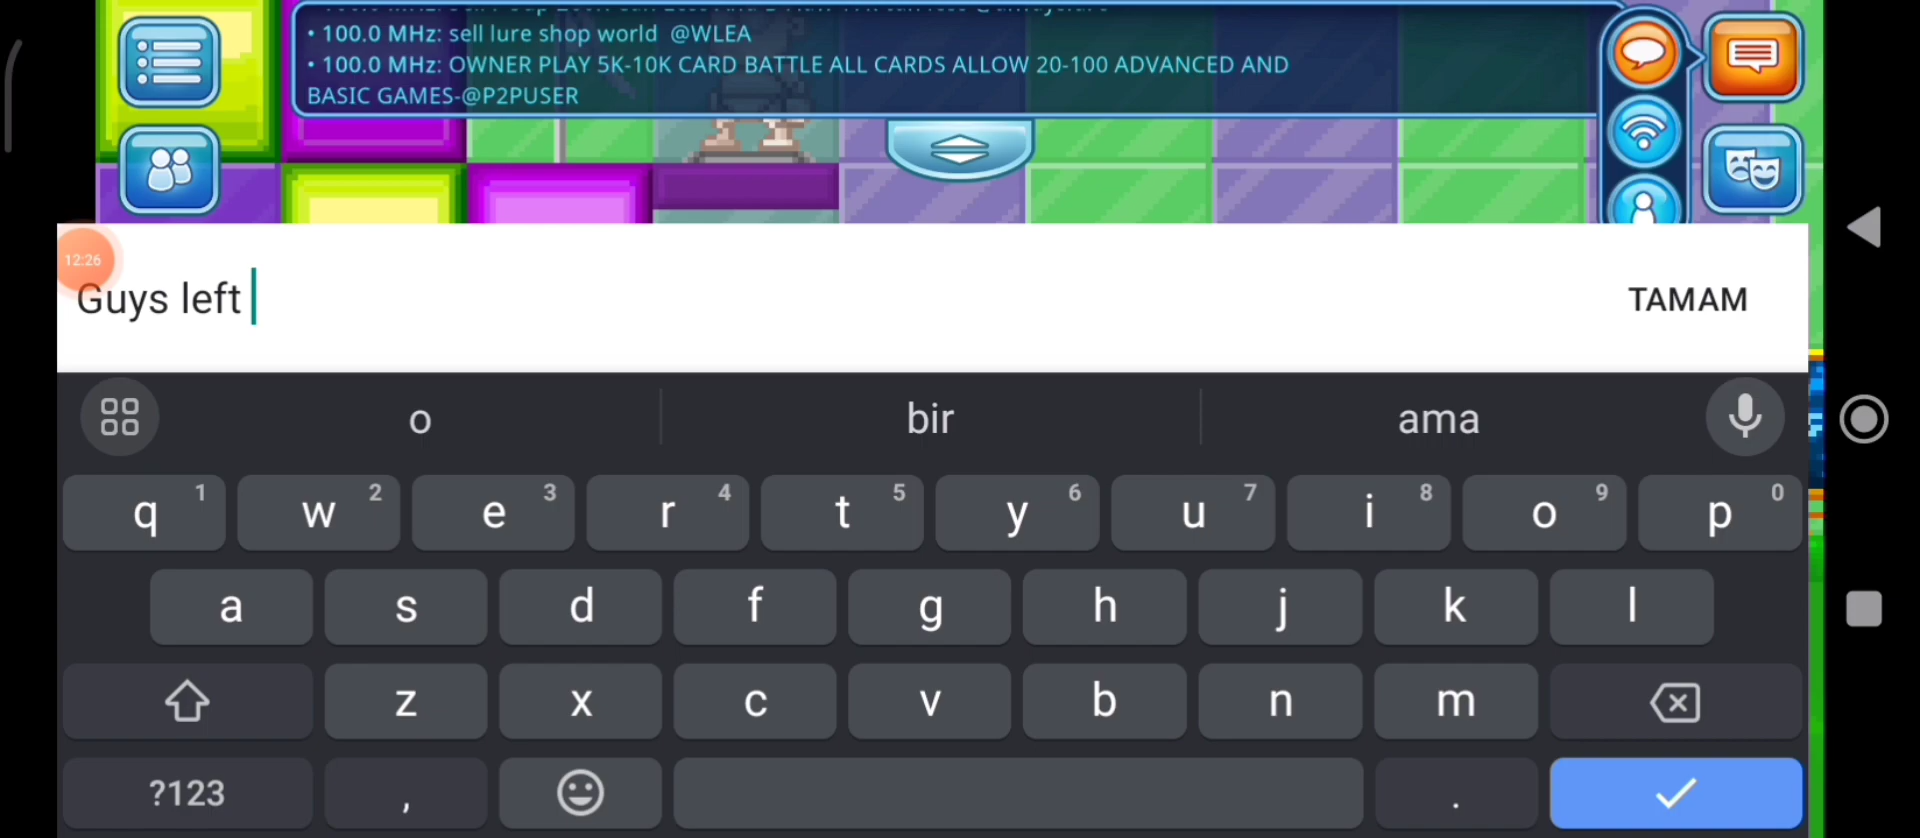 • 100.0 MHz: sell lure shop world @WLEA
• 100.0 MHz: OWNER PLAY 5K-10K CARD BATTLE ALL CARDS ALLOW 20-100 ADVANCED AND
BASIC GAMES-@P2PUSER
12:26
Guys left
TAMAM
o bir ama
q 1 w 2 e 3 r 4 t 5 y 6 u 7 i 8 o 9 p 0
a s d f g h j k l
z x c v b n m
?123 , .